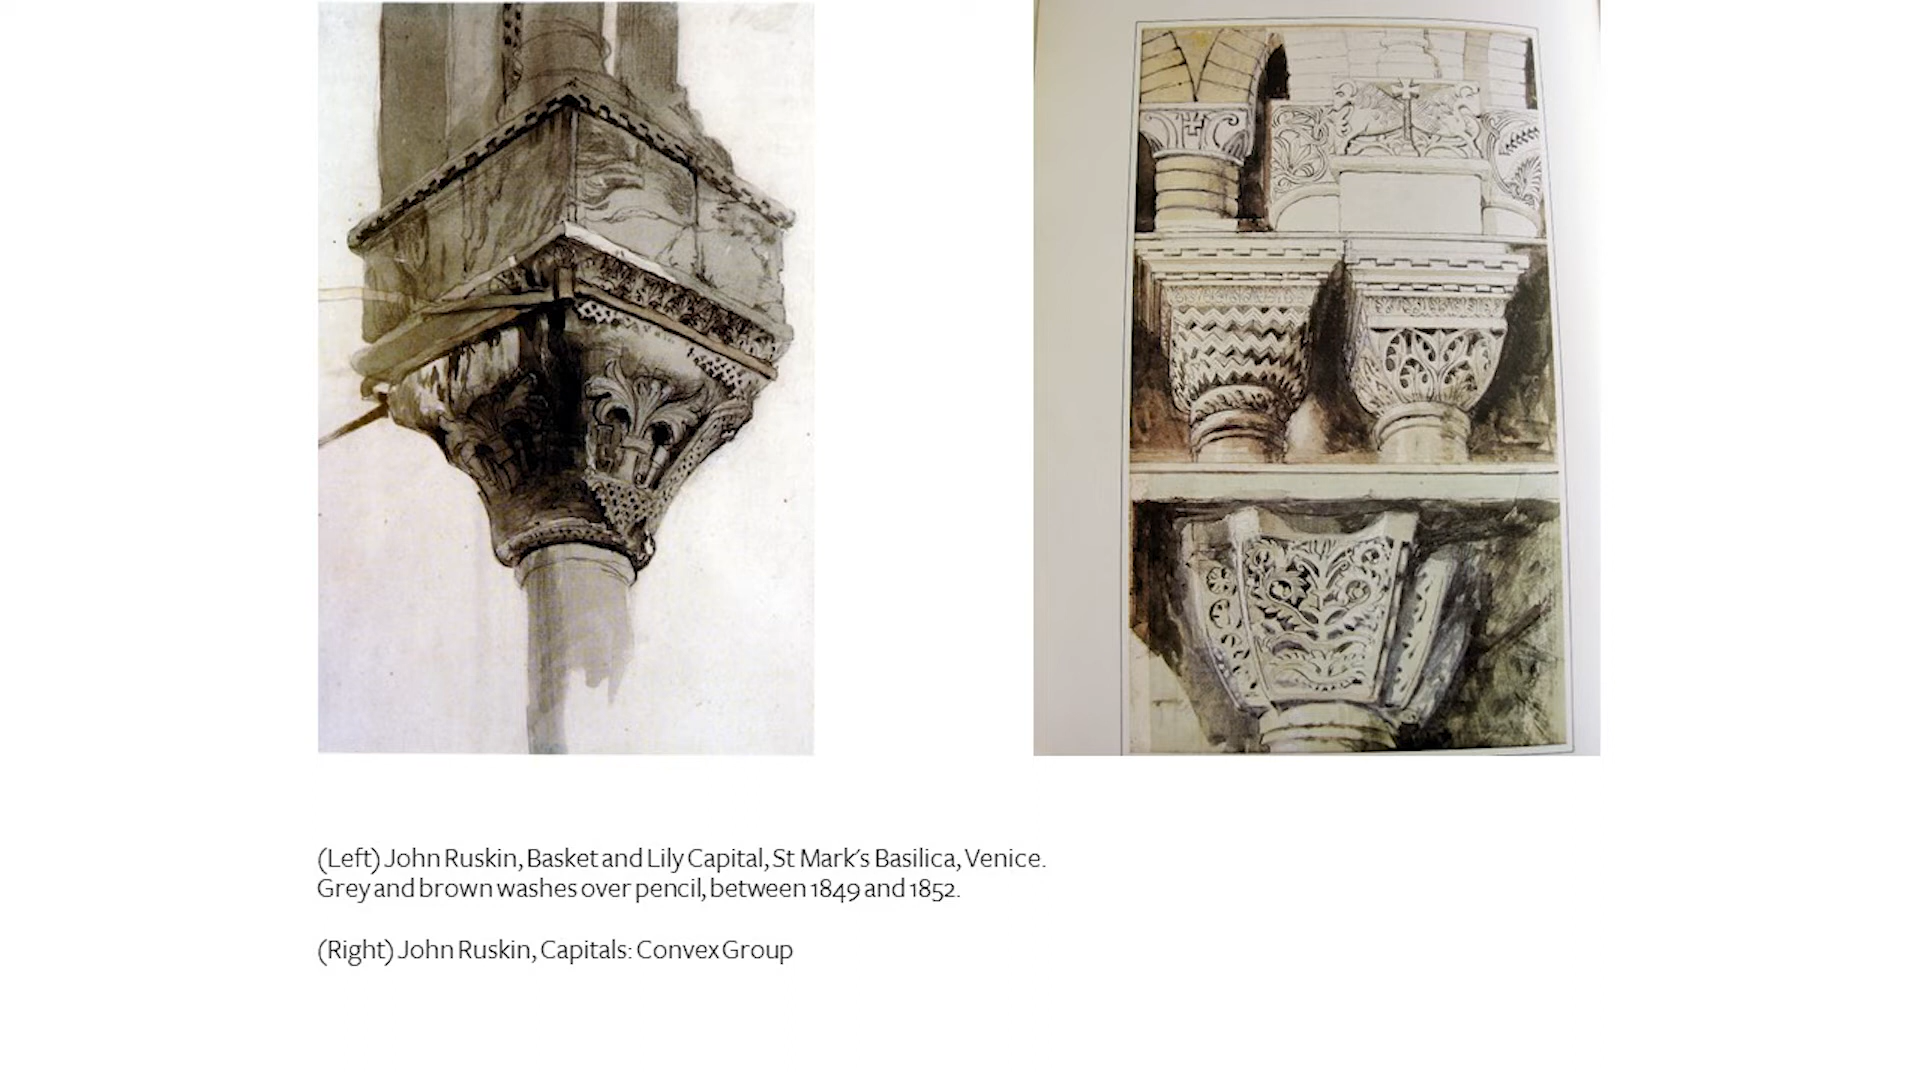 (Left) John Ruskin, Basket and Lily Capital, St Mark's Basilica, Venice.
Grey and brown washes over pencil, between 1849 and 1852.
(Right) John Ruskin, Capitals: Convex Group